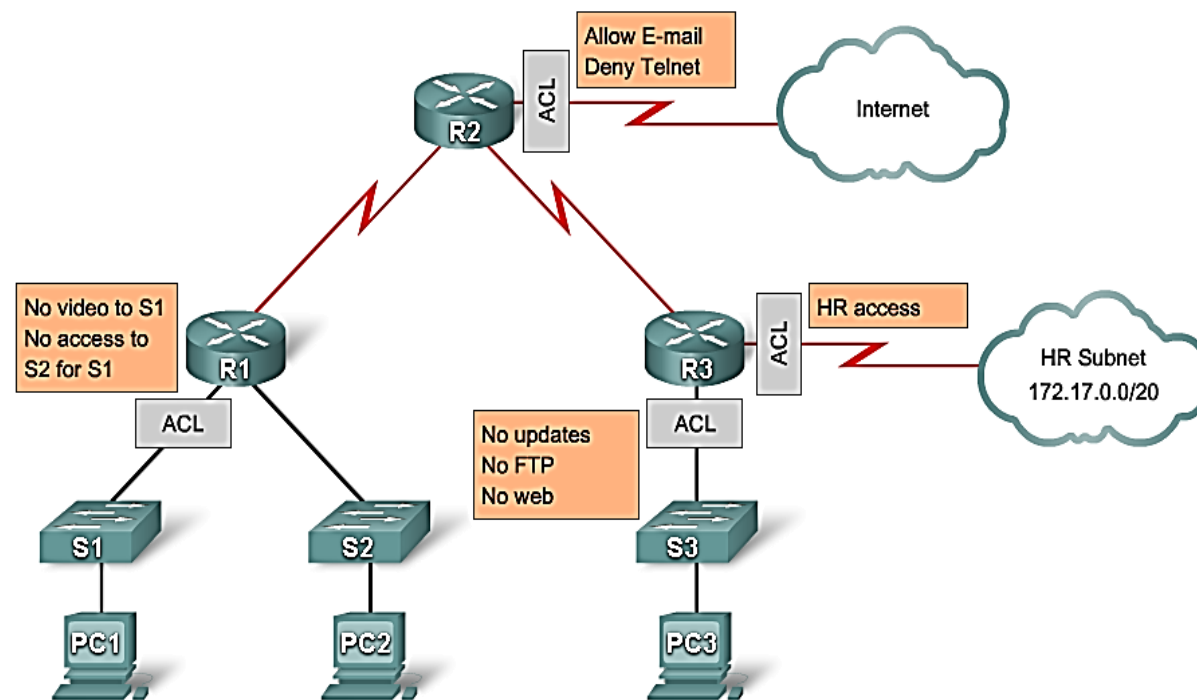 Allow E-mail
Deny Telnet
ACL
R2
Internet
No video to S1
No access to
S2 for S1
R1
ACL
HR access
R3
ACL
HR Subnet
172.17.0.0/20
ACL
No updates
No FTP
No web
S1
S2
S3
PC1
PC2
PC3